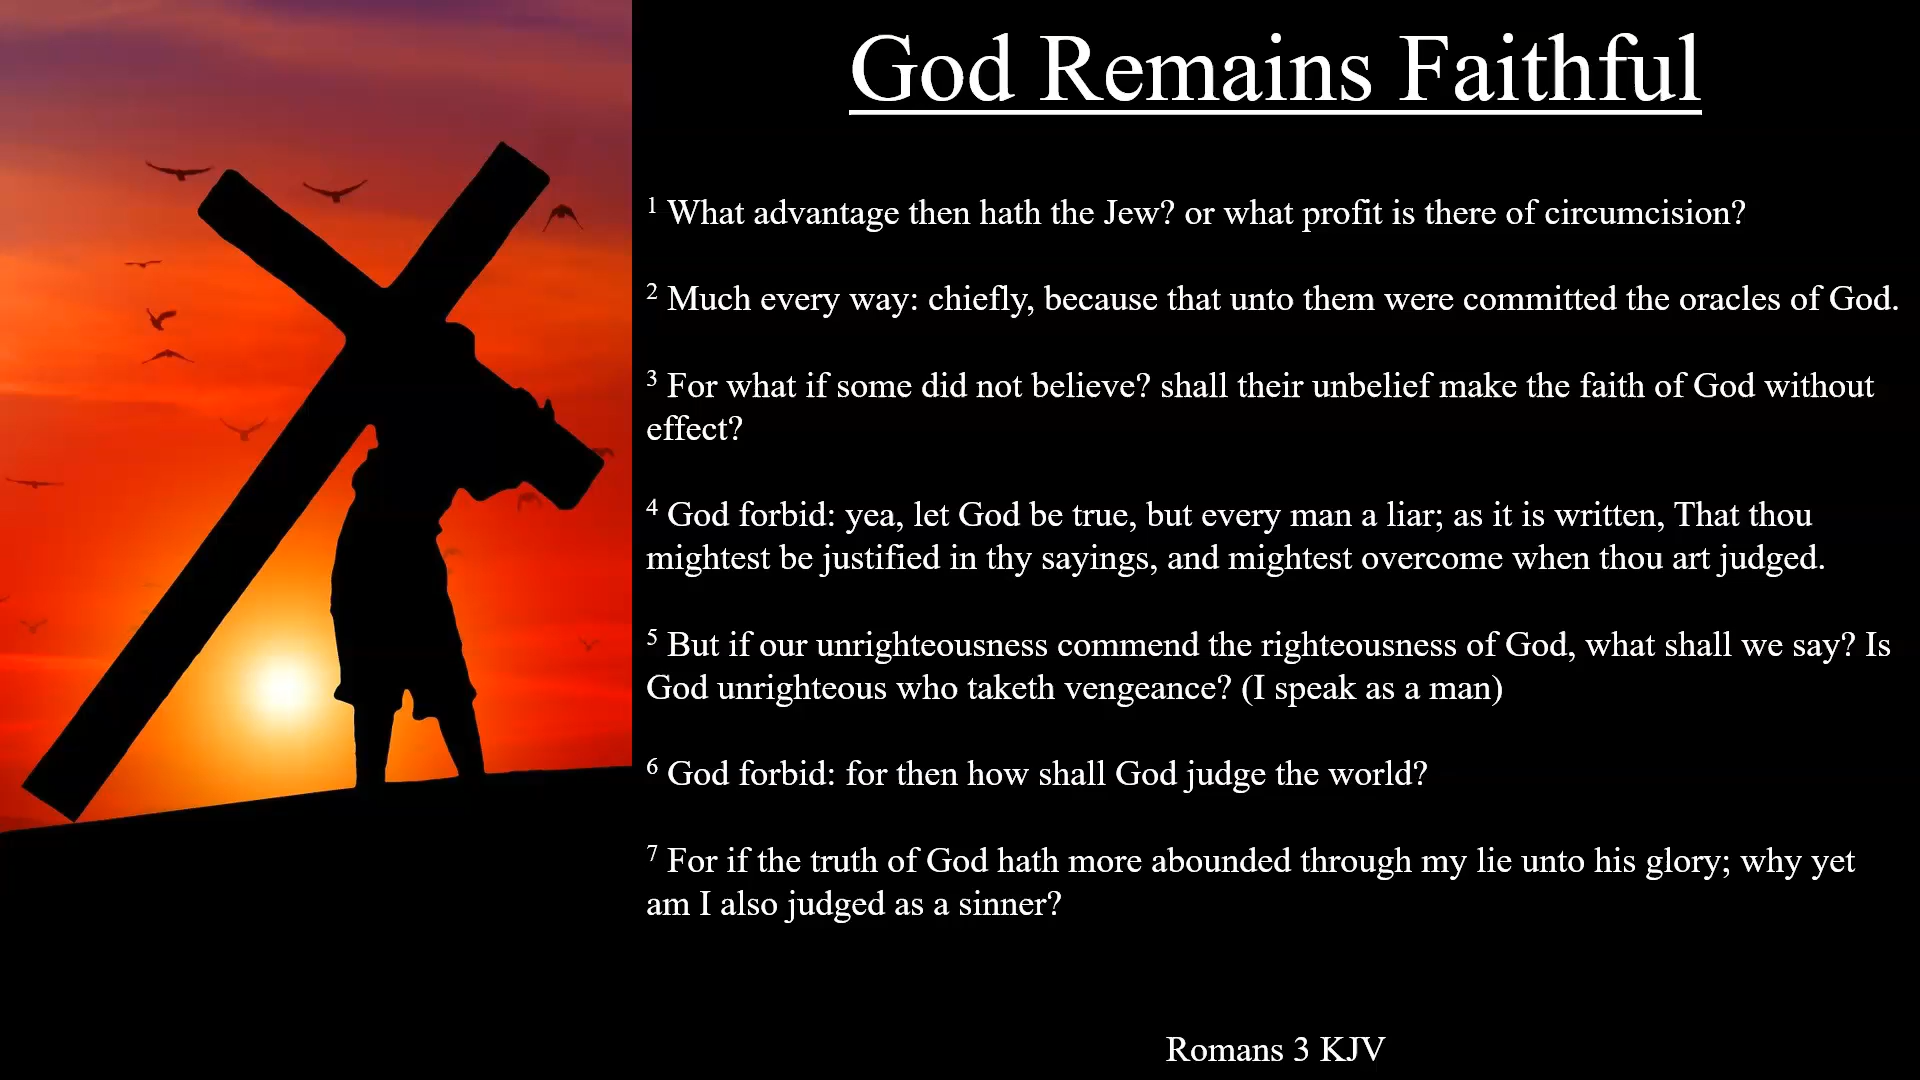 God Remains Faithful
1 What advantage then hath the Jew? or what profit is there of circumcision?
2 Much every way: chiefly, because that unto them were committed the oracles of God.
3 For what if some did not believe? shall their unbelief make the faith of God without
effect?
4 God forbid: yea, let God be true, but every man a liar; as it is written, That thou
mightest be justified in thy sayings, and mightest overcome when thou art judged.
5 But if our unrighteousness commend the righteousness of God, what shall we say? Is
God unrighteous who taketh vengeance? (I speak as a man)
6 God forbid: for then how shall God judge the world?
7 For if the truth of God hath more abounded through my lie unto his glory; why yet
am I also judged as a sinner?
Romans 3 KJV